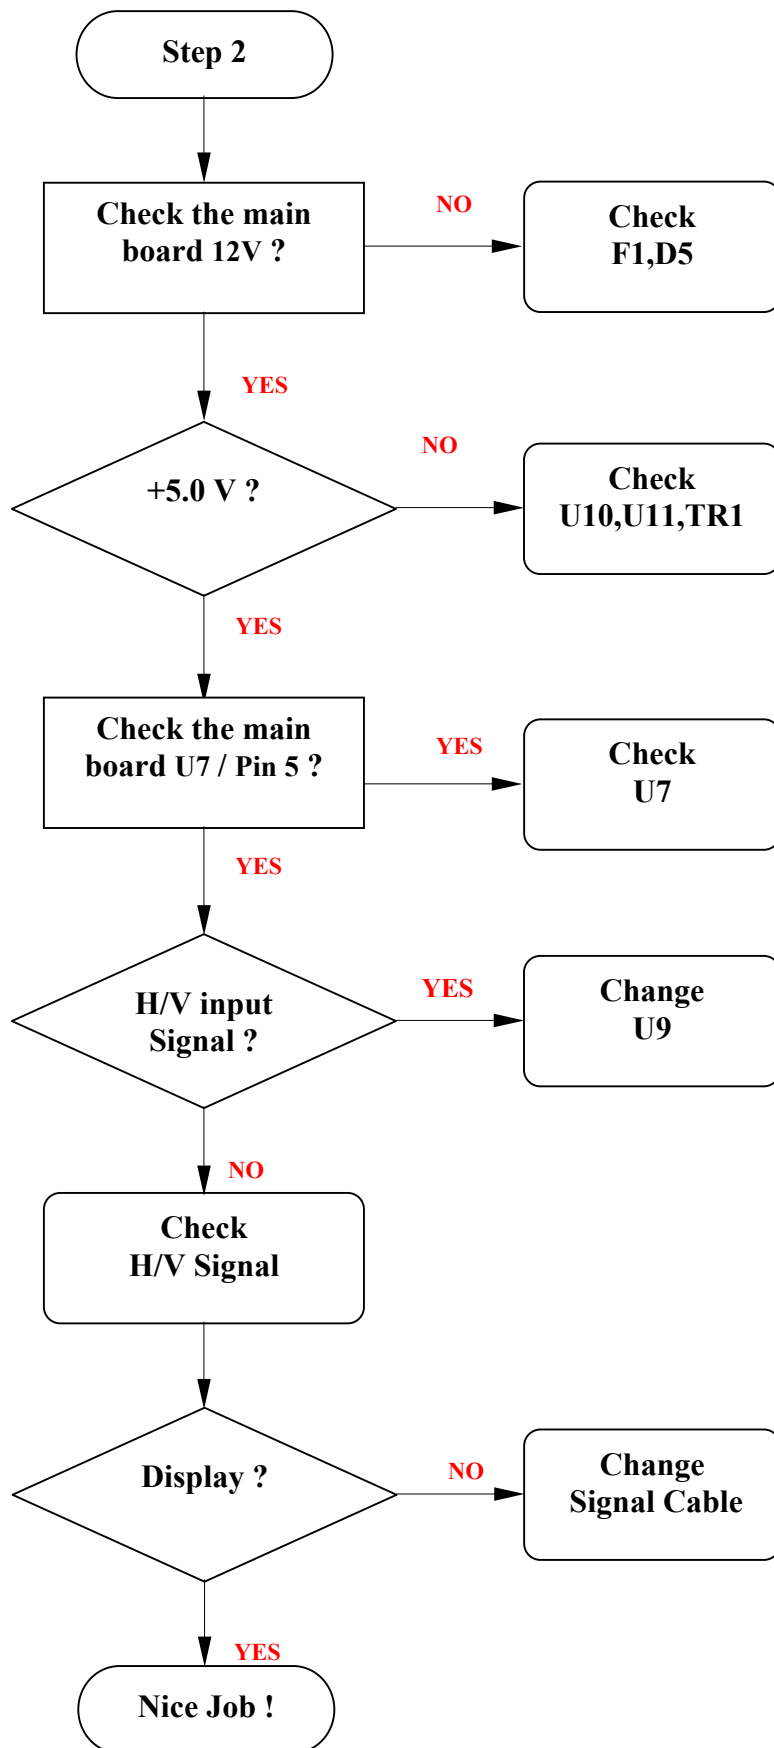 Step 2
Check the main
board 12V ?
NO
Check
F1,D5
YES
+5.0 V ?
NO
Check
U10,U11,TR1
YES
Check the main
board U7 / Pin 5 ?
YES
Check
U7
YES
H/V input
Signal ?
YES
Change
U9
NO
Check
H/V Signal
Display ?
NO
Change
Signal Cable
YES
Nice Job !